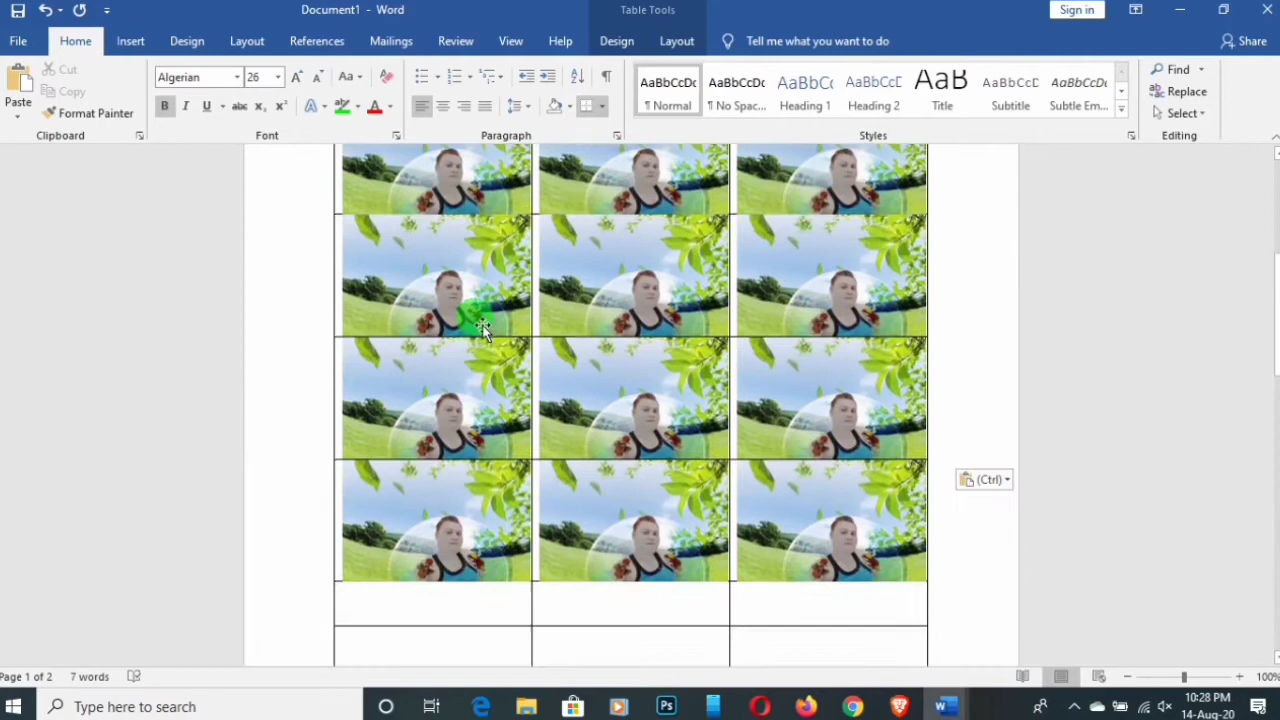 Document1 - Word
Table Tools
Sign in
File Home Insert Design Layout References Mailings Review View Help Design Layout Tell me what you want to do Share
Paste
Cut
Copy
Format Painter
Clipboard
Algerian 26
Font
Paragraph
AaBbCcDc AaBbCcDc AaBbCc AaBbCcD AaB AaBbCcD AaBbCcDc
¶ Normal ¶ No Spac... Heading 1 Heading 2 Title Subtitle Subtle Em...
Styles
Find
Replace
Select
Editing
(Ctrl)
Page 1 of 2 7 words 100%
Type here to search
10:28 PM
14-Aug-20